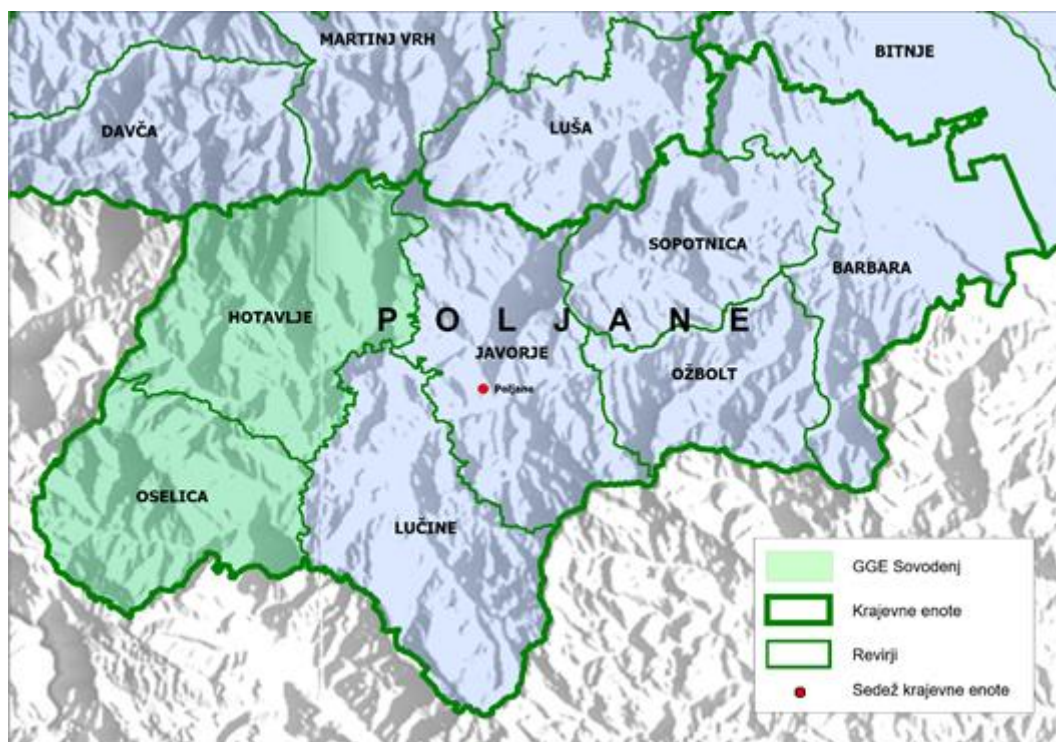 MARTINJ VRH
BITNJE
DAVČA
LUŠA
SOPOTNICA
BARBARA
HOTAVLJE
POLJANE
JAVORJE
OŽBOLT
Poljane
OSELICA
LUČINE
GGE Sovodenj
Krajevne enote
Revirji
Sedež krajevne enote